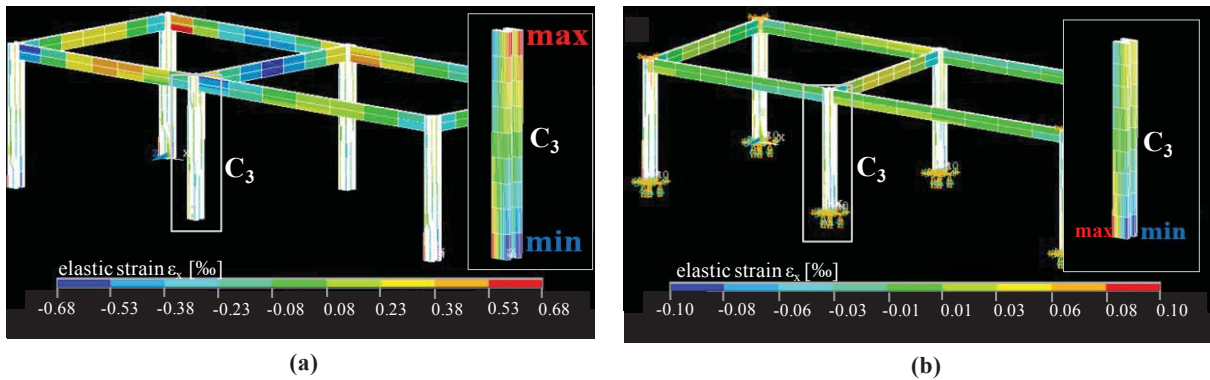 max
C3
C3
min
elastic strain εx [‰]
-0.68 -0.53 -0.38 -0.23 -0.08 0.08 0.23 0.38 0.55 0.68
(a)
C3
C3
max min
elastic strain εx [‰]
-0.10 -0.08 -0.06 -0.03 -0.01 0.01 0.03 0.06 0.08 0.10
(b)